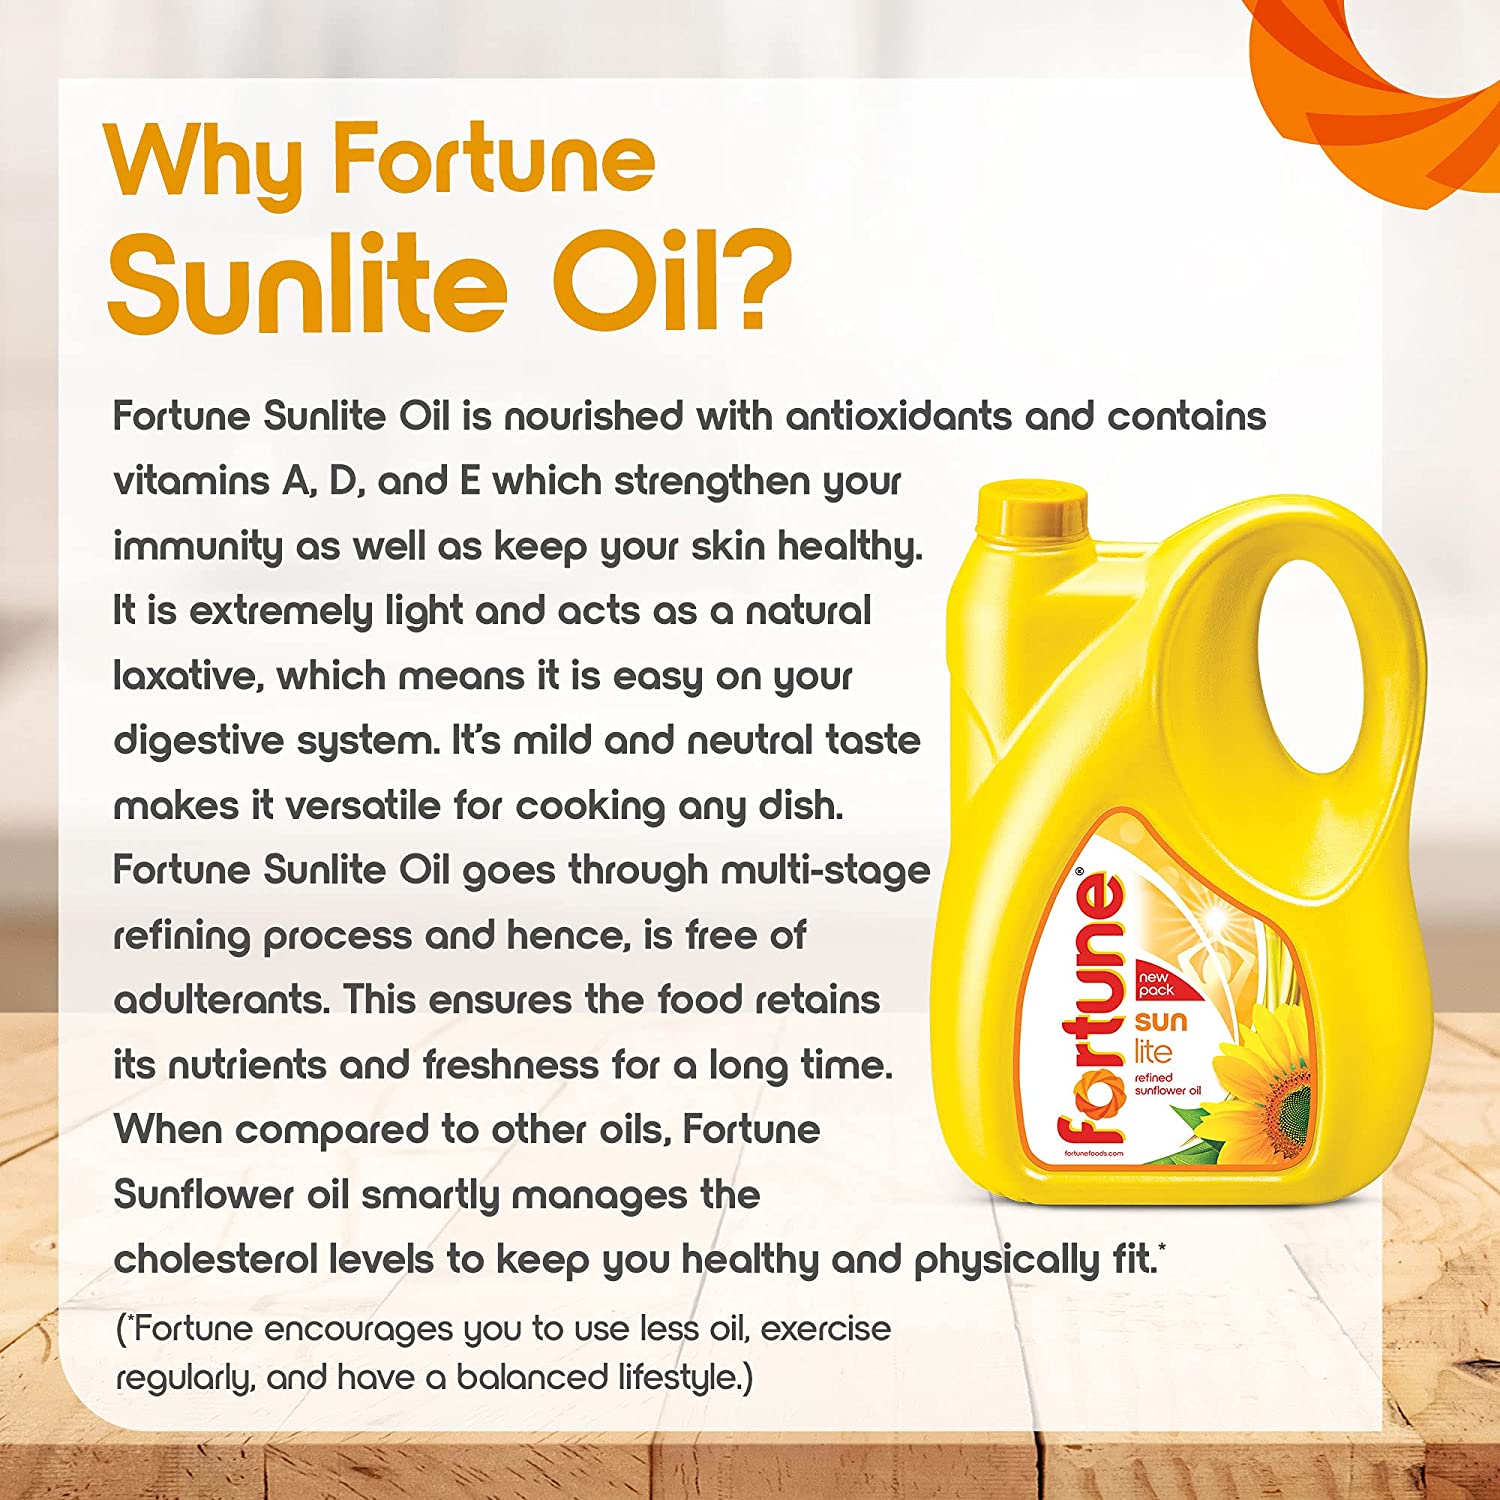 Why Fortune
Sunlite Oil?
Fortune Sunlite Oil is nourished with antioxidants and contains
vitamins A, D, and E which strengthen your
immunity as well as keep your skin healthy.
It is extremely light and acts as a natural
laxative, which means it is easy on your
digestive system. It's mild and neutral taste
makes it versatile for cooking any dish.
Fortune Sunlite Oil goes through multi-stage
refining process and hence, is free of
adulterants. This ensures the food retains
its nutrients and freshness for a long time.
When compared to other oils, Fortune
Sunflower oil smartly manages the
cholesterol levels to keep you healthy and physically fit.*
(*Fortune encourages you to use less oil, exercise
regularly, and have a balanced lifestyle.)
fortune®
new
pack
sun
lite
refined
sunflower oil
fortunefoods.com